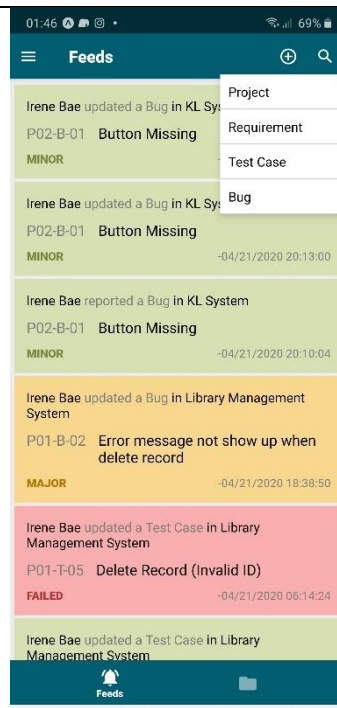 01:46 69%
Feeds
Project
Requirement
Test Case
Bug
Irene Bae updated a Bug in KL Sy
P02-B-01 Button Missing
MINOR
Irene Bae updated a Bug in KL Sy
P02-B-01 Button Missing
MINOR -04/21/2020 20:13:00
Irene Bae reported a Bug in KL System
P02-B-01 Button Missing
MINOR -04/21/2020 20:10:04
Irene Bae updated a Bug in Library Management
System
P01-B-02 Error message not show up when
delete record
MAJOR -04/21/2020 18:38:50
Irene Bae updated a Test Case in Library
Management System
P01-T-05 Delete Record (Invalid ID)
FAILED -04/21/2020 06:14:24
Irene Bae updated a Test Case in Library
Management System
Feeds